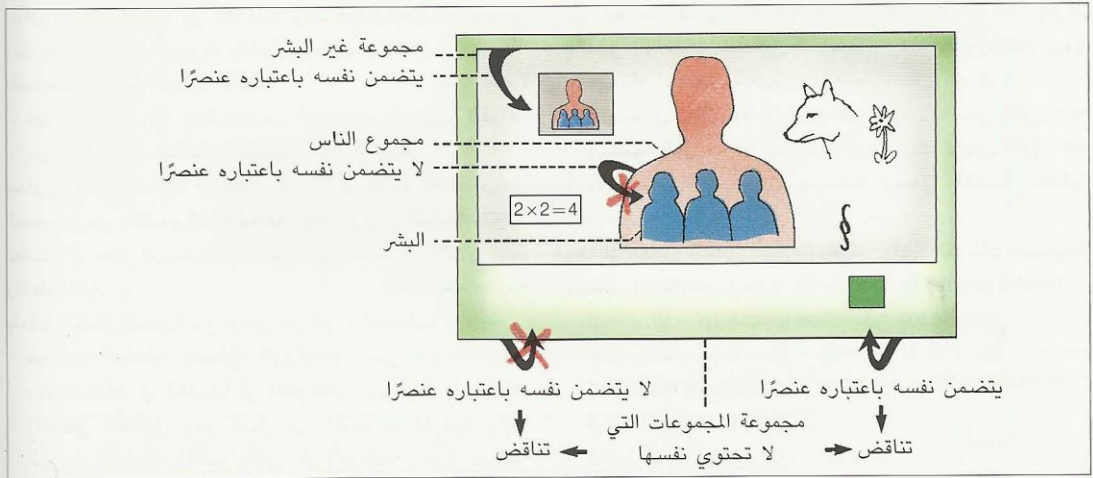 مجموعة غير البشر
يتضمن نفسه باعتباره عنصرًا
مجموع الناس
لا يتضمن نفسه باعتباره عنصرًا
2×2=4
البشر
§
يتضمن نفسه باعتباره عنصرًا
لا يتضمن نفسه باعتباره عنصرًا
مجموعة المجموعات التي
لا تحتوي نفسها
تناقض
تناقض